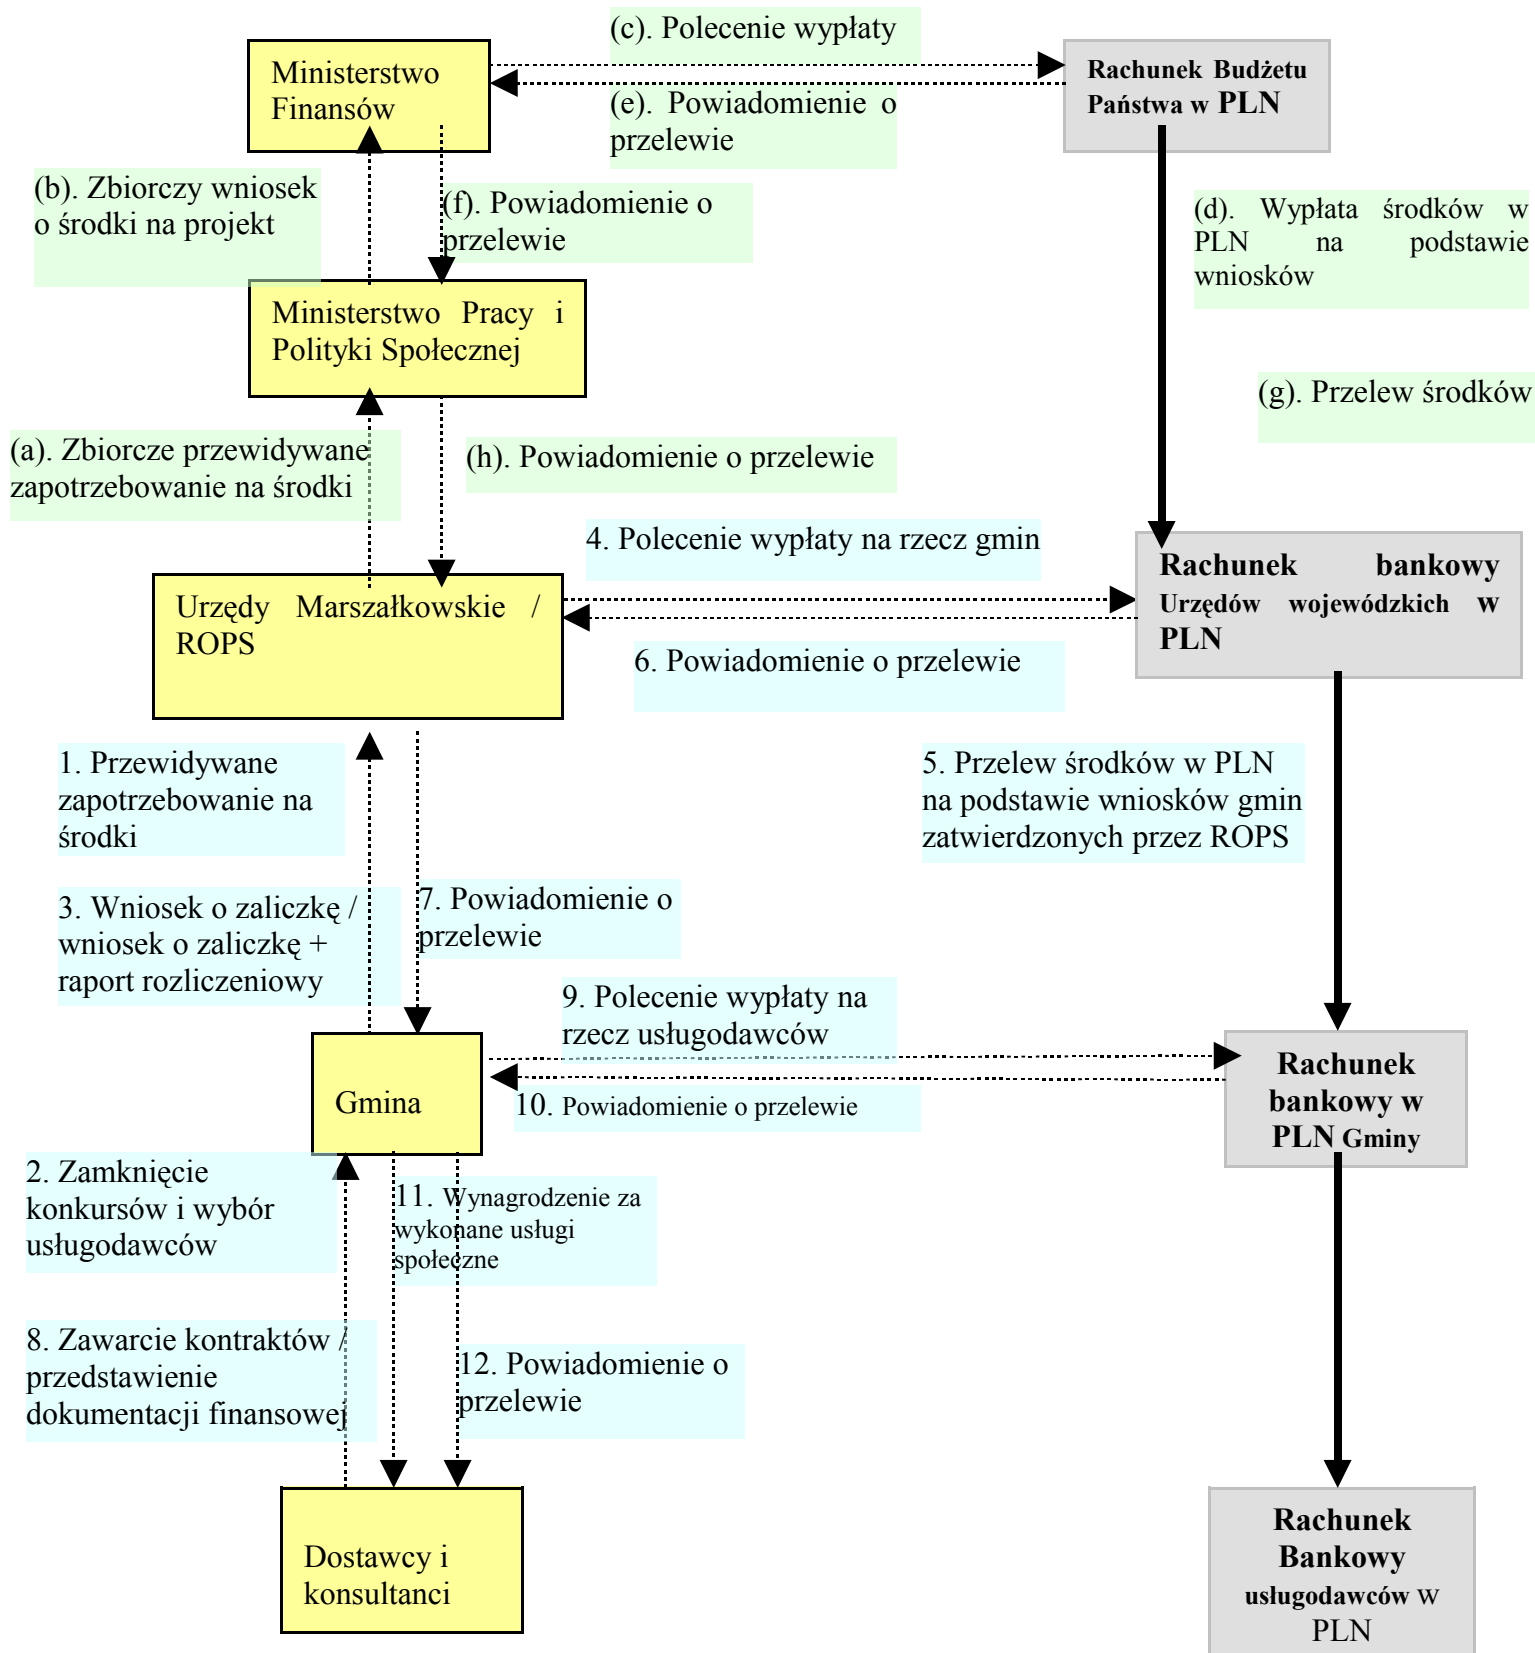 (c). Polecenie wypłaty
Ministerstwo
Finansów
Rachunek Budżetu
Państwa w PLN
(e). Powiadomienie o
przelewie
(b). Zbiorczy wniosek
o środki na projekt
(f). Powiadomienie o
przelewie
(d). Wypłata środków w
PLN na podstawie
wniosków
Ministerstwo Pracy i
Polityki Społecznej
(g). Przelew środków
(a). Zbiorcze przewidywane
zapotrzebowanie na środki
(h). Powiadomienie o przelewie
4. Polecenie wypłaty na rzecz gmin
Rachunek bankowy
Urzędów wojewódzkich w
PLN
Urzędy Marszałkowskie /
ROPS
6. Powiadomienie o przelewie
1. Przewidywane
zapotrzebowanie na
środki
5. Przelew środków w PLN
na podstawie wniosków gmin
zatwierdzonych przez ROPS
3. Wniosek o zaliczkę /
wniosek o zaliczkę +
raport rozliczeniowy
7. Powiadomienie o
przelewie
9. Polecenie wypłaty na
rzecz usługodawców
Gmina
10. Powiadomienie o przelewie
Rachunek
bankowy w
PLN Gminy
2. Zamknięcie
konkursów i wybór
usługodawców
11. Wynagrodzenie za
wykonane usługi
społeczne
8. Zawarcie kontraktów /
przedstawienie
dokumentacji finansowej
12. Powiadomienie o
przelewie
Dostawcy i
konsultanci
Rachunek
Bankowy
usługodawców w
PLN